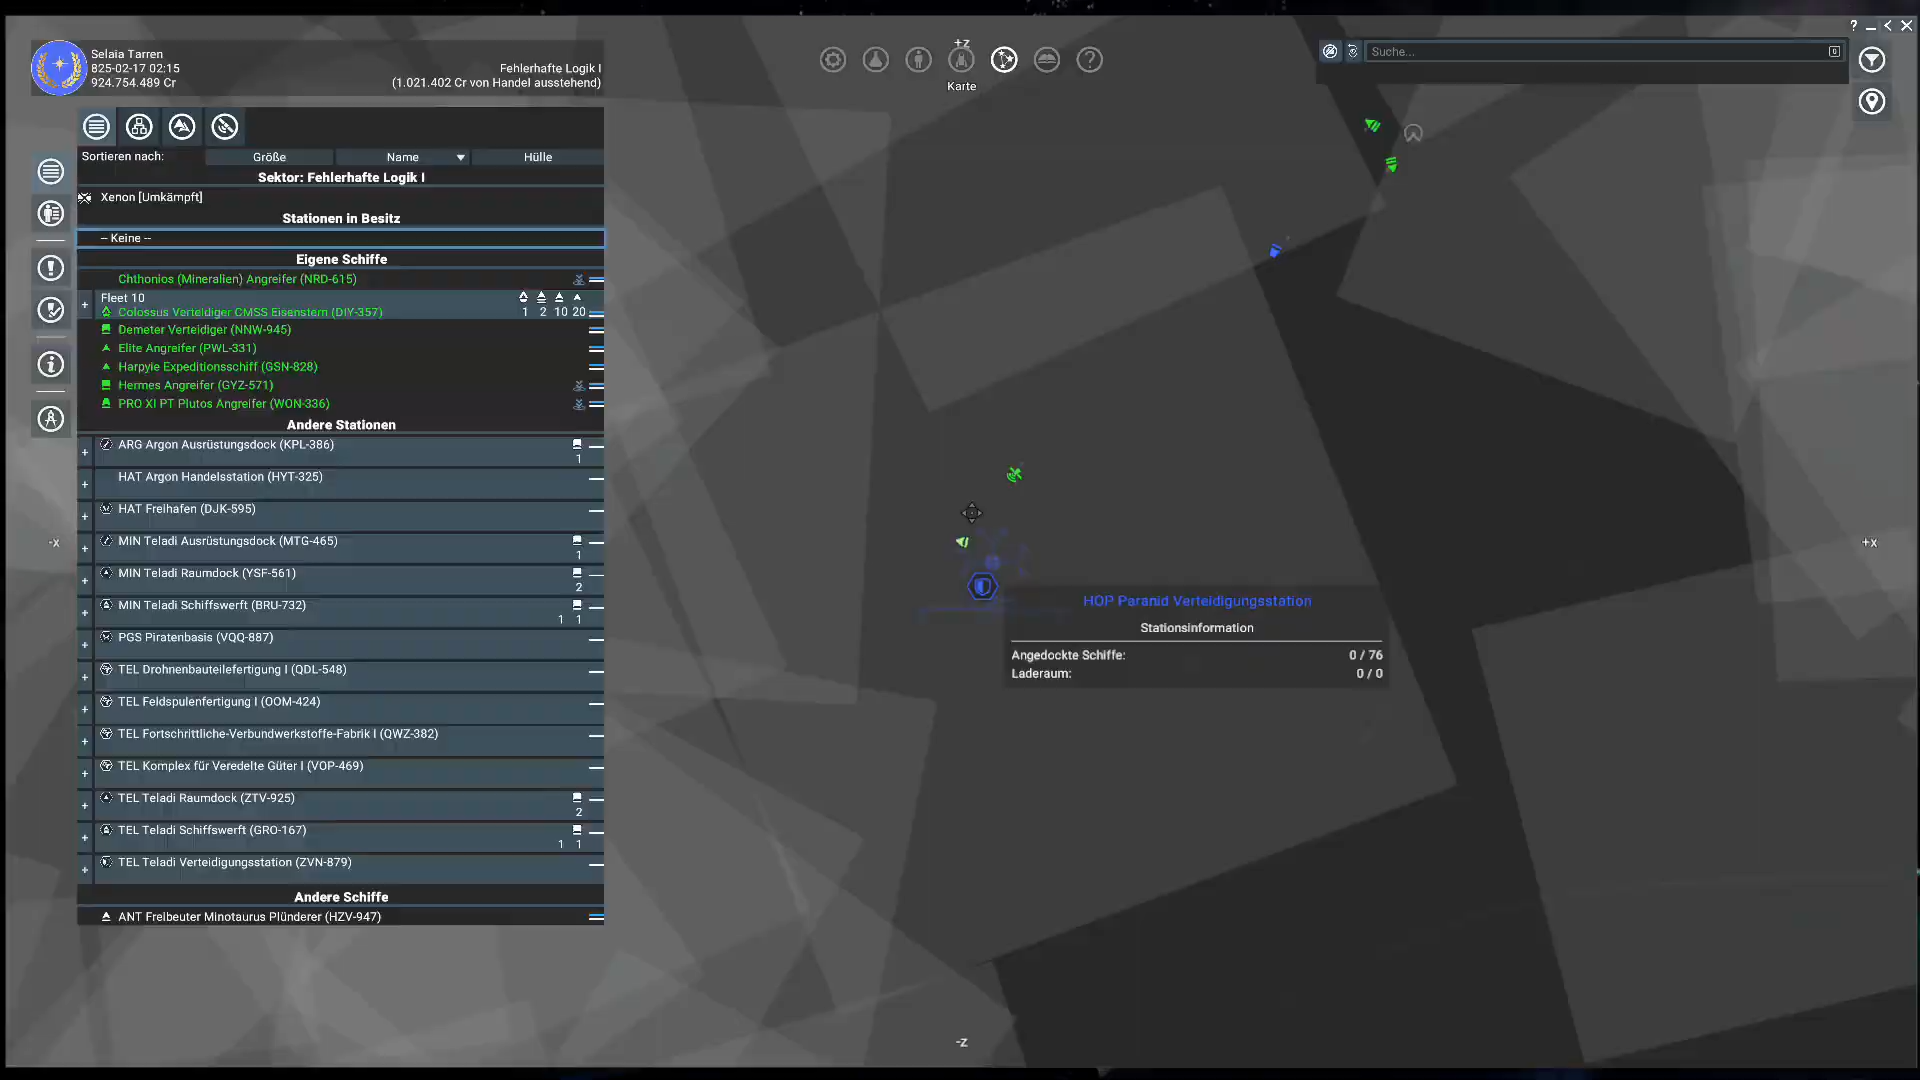 Selaia Tarren
825-02-17 02:15
924.754.489 Cr
Fehlerhafte Logik I
(1.021.402 Cr von Handel ausstehend)
+Z
Karte
Suche...
? _ < X
Sortieren nach:
Größe
Name
Hülle
Sektor: Fehlerhafte Logik I
Xenon [Umkämpft]
Stationen in Besitz
-- Keine --
Eigene Schiffe
Chthonios (Mineralien) Angreifer (NRD-615)
Fleet 10
Colossus Verteidiger CMSS Eisenstern (DIY-357)
1 2 10 20
Demeter Verteidiger (NNW-945)
Elite Angreifer (PWL-331)
Harpyie Expeditionsschiff (GSN-828)
Hermes Angreifer (GYZ-571)
PRO XI PT Plutos Angreifer (WON-336)
Andere Stationen
+ ARG Argon Ausrüstungsdock (KPL-386)
1
+ HAT Argon Handelsstation (HYT-325)
+ HAT Freihafen (DJK-595)
+ MIN Teladi Ausrüstungsdock (MTG-465)
1
+ MIN Teladi Raumdock (YSF-561)
2
+ MIN Teladi Schiffswerft (BRU-732)
1 1
+ PGS Piratenbasis (VQQ-887)
+ TEL Drohnenbauteilefertigung I (QDL-548)
+ TEL Feldspulenfertigung I (OOM-424)
+ TEL Fortschrittliche-Verbundwerkstoffe-Fabrik I (QWZ-382)
+ TEL Komplex für Veredelte Güter I (VOP-469)
+ TEL Teladi Raumdock (ZTV-925)
2
+ TEL Teladi Schiffswerft (GRO-167)
1 1
+ TEL Teladi Verteidigungsstation (ZVN-879)
Andere Schiffe
ANT Freibeuter Minotaurus Plünderer (HZV-947)
-X
+X
HOP Paranid Verteidigungsstation
Stationsinformation
Angedockte Schiffe: 0 / 76
Laderaum: 0 / 0
-Z